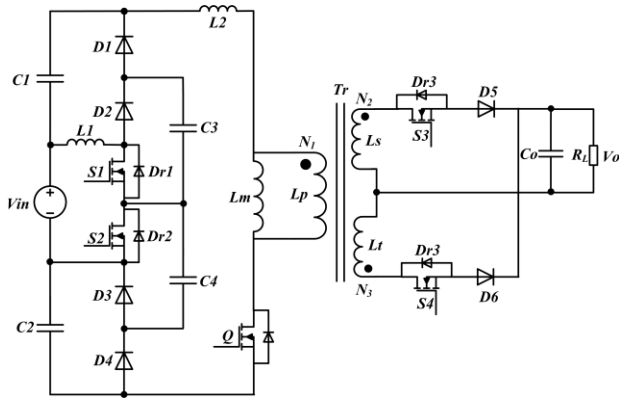 L2
D1
C1
Tr
N2
Dr3
D5
D2
L1
C3
N1
Ls
S3
Co
RL
Vo
S1
Dr1
Lm
Lp
Vin
S2
Dr2
Lt
Dr3
D3
C4
N3
S4
D6
C2
Q
D4